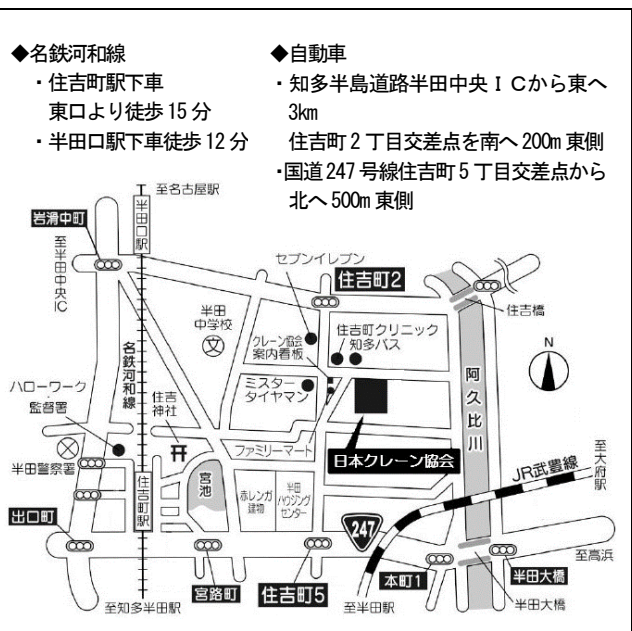 ◆名鉄河和線
・住吉町駅下車
東口より徒歩15分
・半田口駅下車徒歩12分
◆自動車
・知多半島道路半田中央ＩＣから東へ
3km
住吉町2丁目交差点を南へ200m東側
・国道247号線住吉町5丁目交差点から
北へ500m東側
至名古屋駅
半田口駅
岩滑中町
至半田中央IC
セブンイレブン
住吉町2
住吉橋
半田
中学校
文
クレーン協会
案内看板
住吉町クリニック
知多バス
N
名鉄河和線
ハローワーク
監督署
住吉
神社
ミスター
タイヤマン
阿久比川
ファミリーマート
日本クレーン協会
半田警察署
住吉町駅
宮池
赤レンガ
建物
半田
ハウジング
センター
JR武豊線
至大府駅
出口町
247
宮路町
住吉町5
本町1
半田大橋
至高浜
至知多半田駅
至半田駅
半田大橋